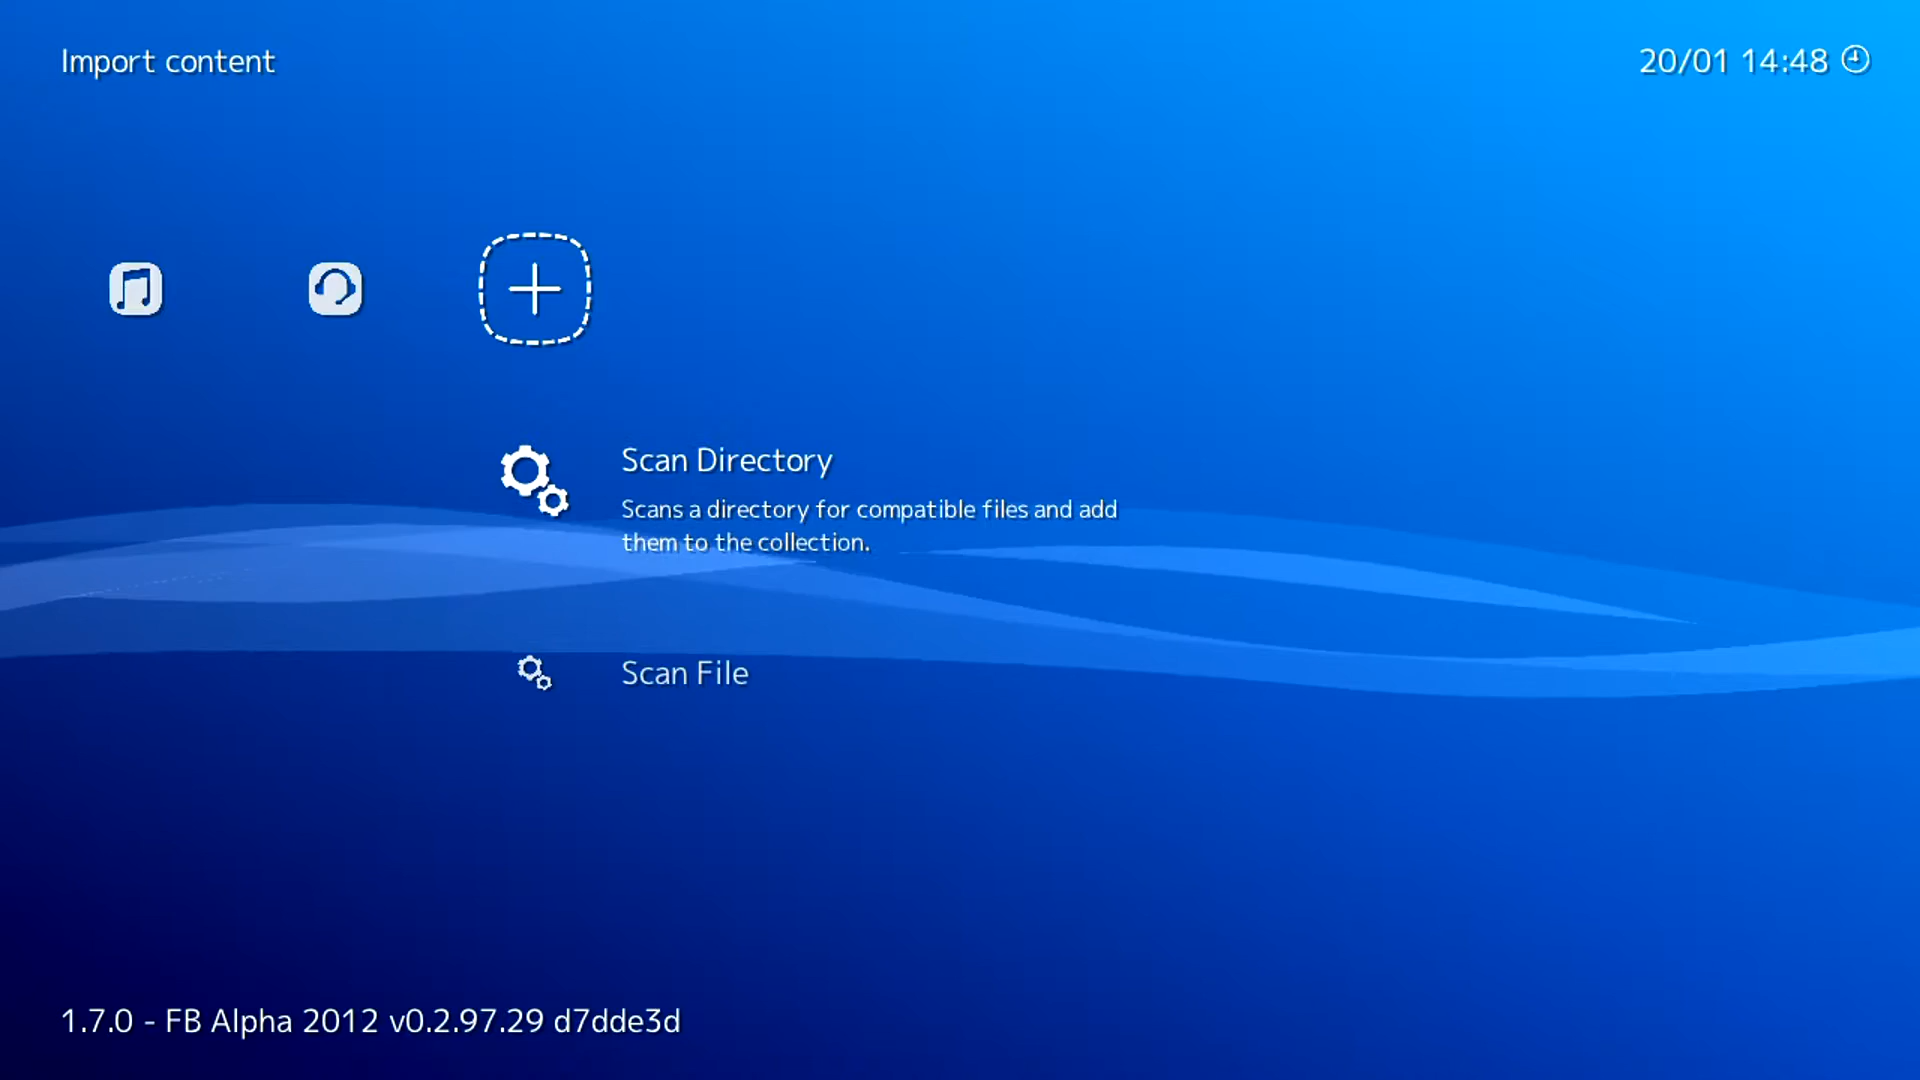 Import content
20/01 14:48
Scan Directory
Scans a directory for compatible files and add
them to the collection.
Scan File
1.7.0 - FB Alpha 2012 v0.2.97.29 d7dde3d